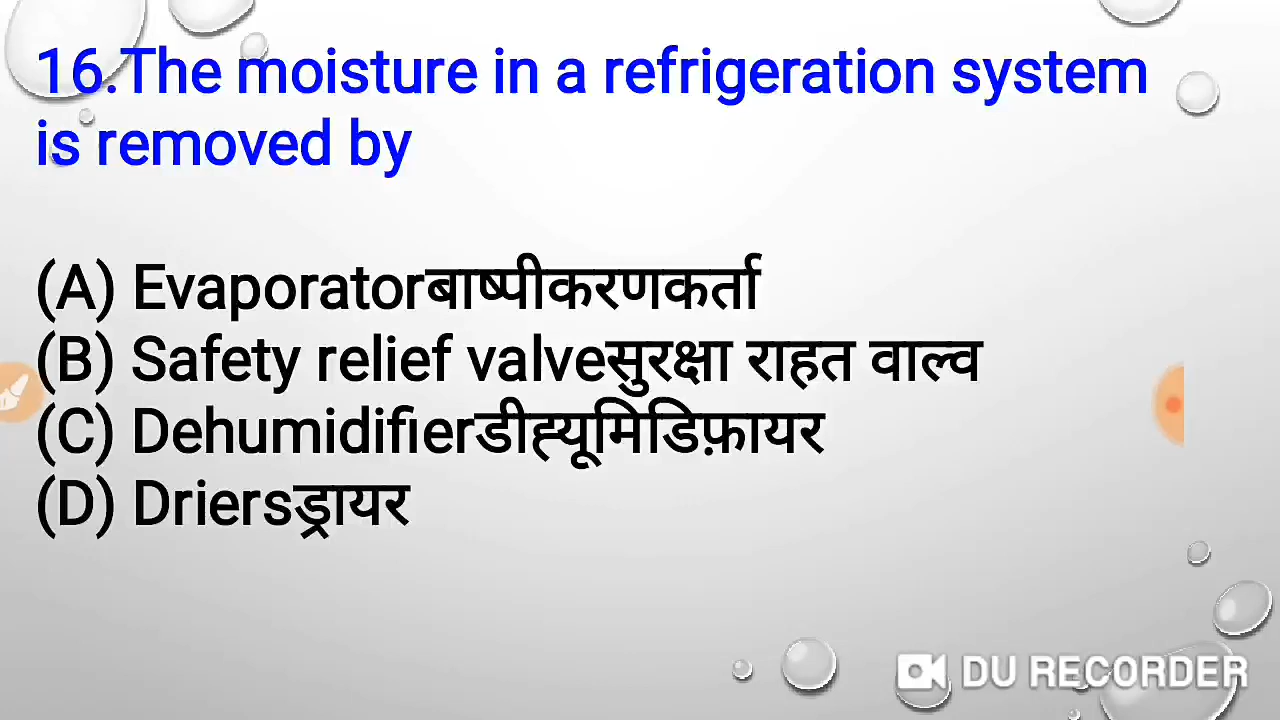 16.The moisture in a refrigeration system
is removed by
(A) Evaporatorबाष्पीकरणकर्ता
(B) Safety relief valveसुरक्षा राहत वाल्व
(C) Dehumidifierडीह्यूमिडिफ़ायर
(D) Driersड्रायर
DU RECORDER